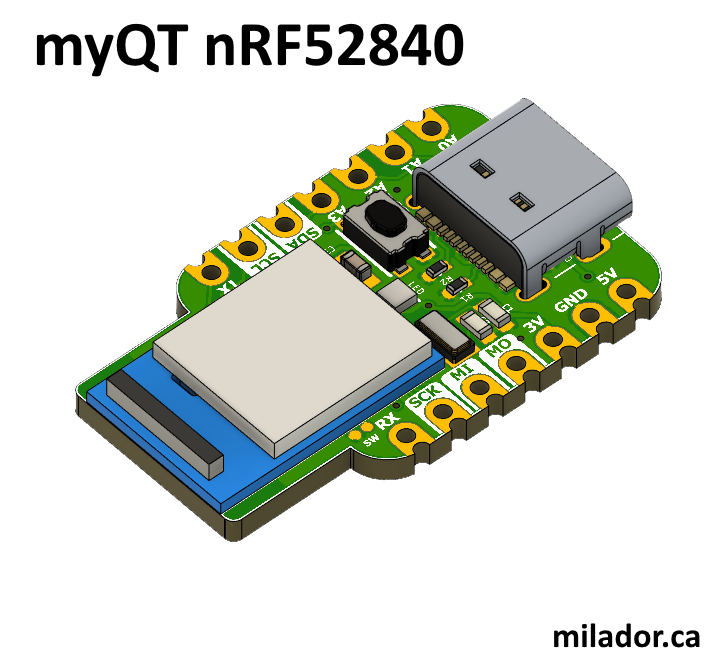 myQT nRF52840
A0
A1
A2
A3
SDA
SCL
TX
R2
R1
LED
5V
GND
3V
MO
MI
SCK
RX
SW
milador.ca